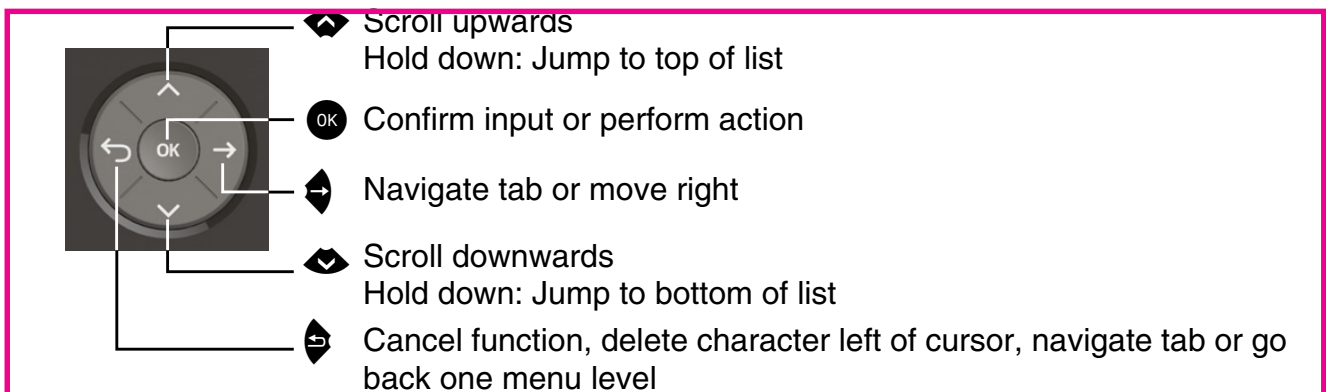 Scroll upwards
Hold down: Jump to top of list
OK
OK Confirm input or perform action
Navigate tab or move right
Scroll downwards
Hold down: Jump to bottom of list
Cancel function, delete character left of cursor, navigate tab or go
back one menu level